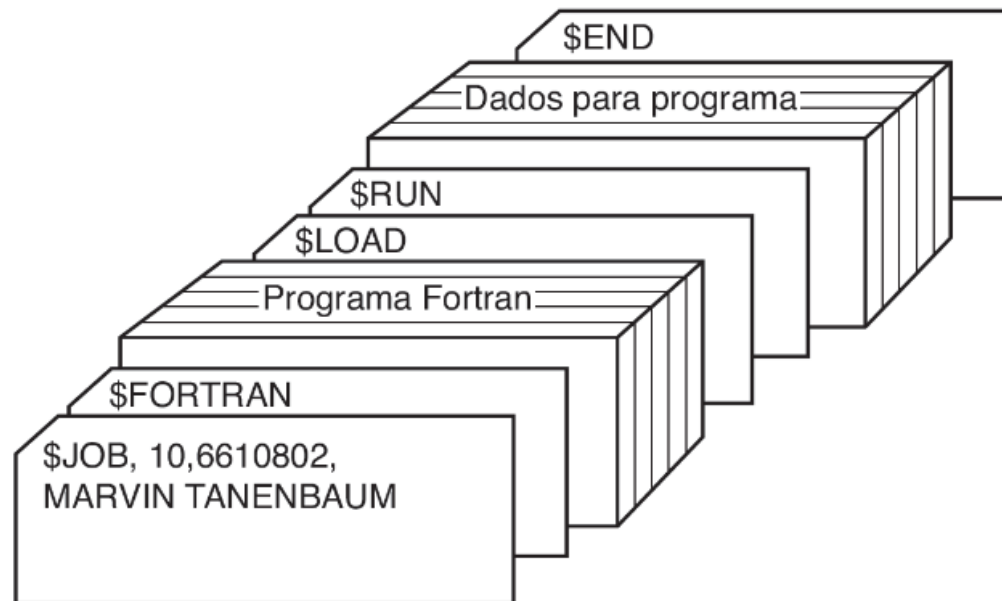 $END
Dados para programa
$RUN
$LOAD
Programa Fortran
$FORTRAN
$JOB, 10,6610802,
MARVIN TANENBAUM